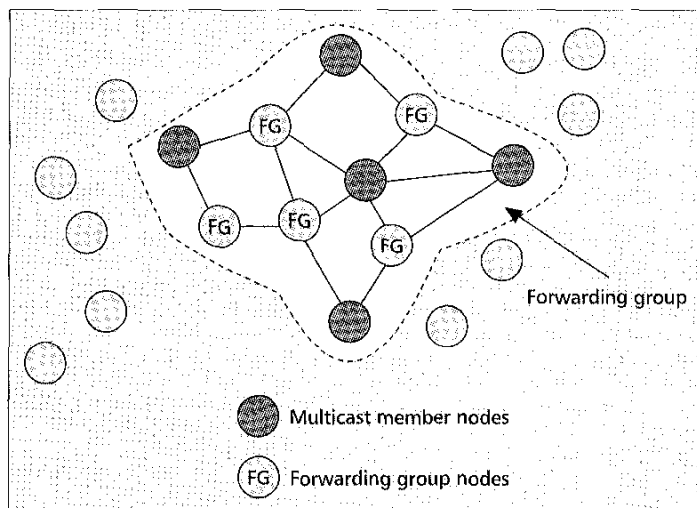 FG
FG
FG
FG
FG
Forwarding group
Multicast member nodes
FG Forwarding group nodes